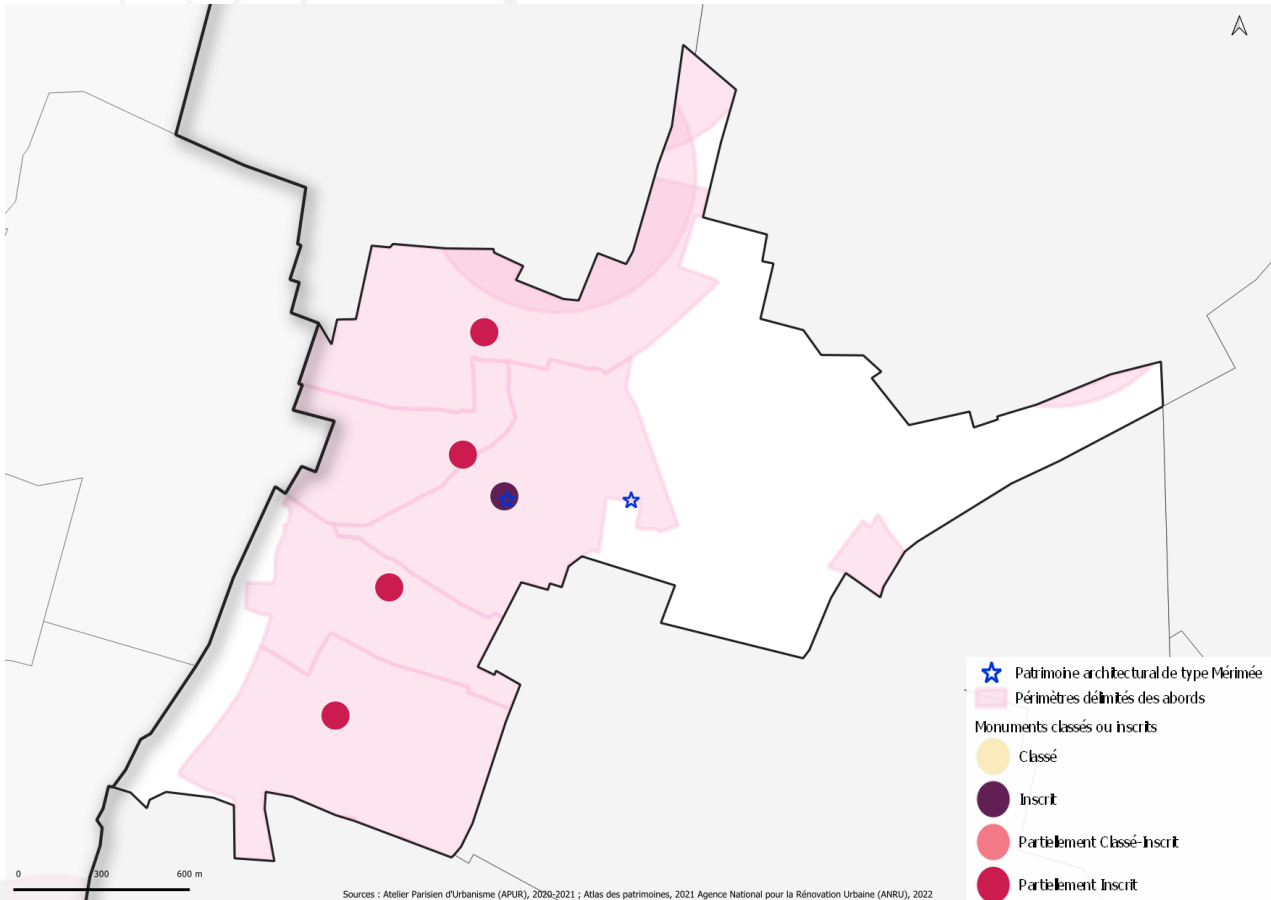 Patrimoine architectural de type Mérimée
Périmètres délimités des abords
Monuments classés ou inscrits
Classé
Inscrit
Partiellement Classé-Inscrit
Partiellement Inscrit
0 300 600 m
Sources : Atelier Parisien d'Urbanisme (APUR), 2020-2021 ; Atlas des patrimoines, 2021 Agence National pour la Rénovation Urbaine (ANRU), 2022